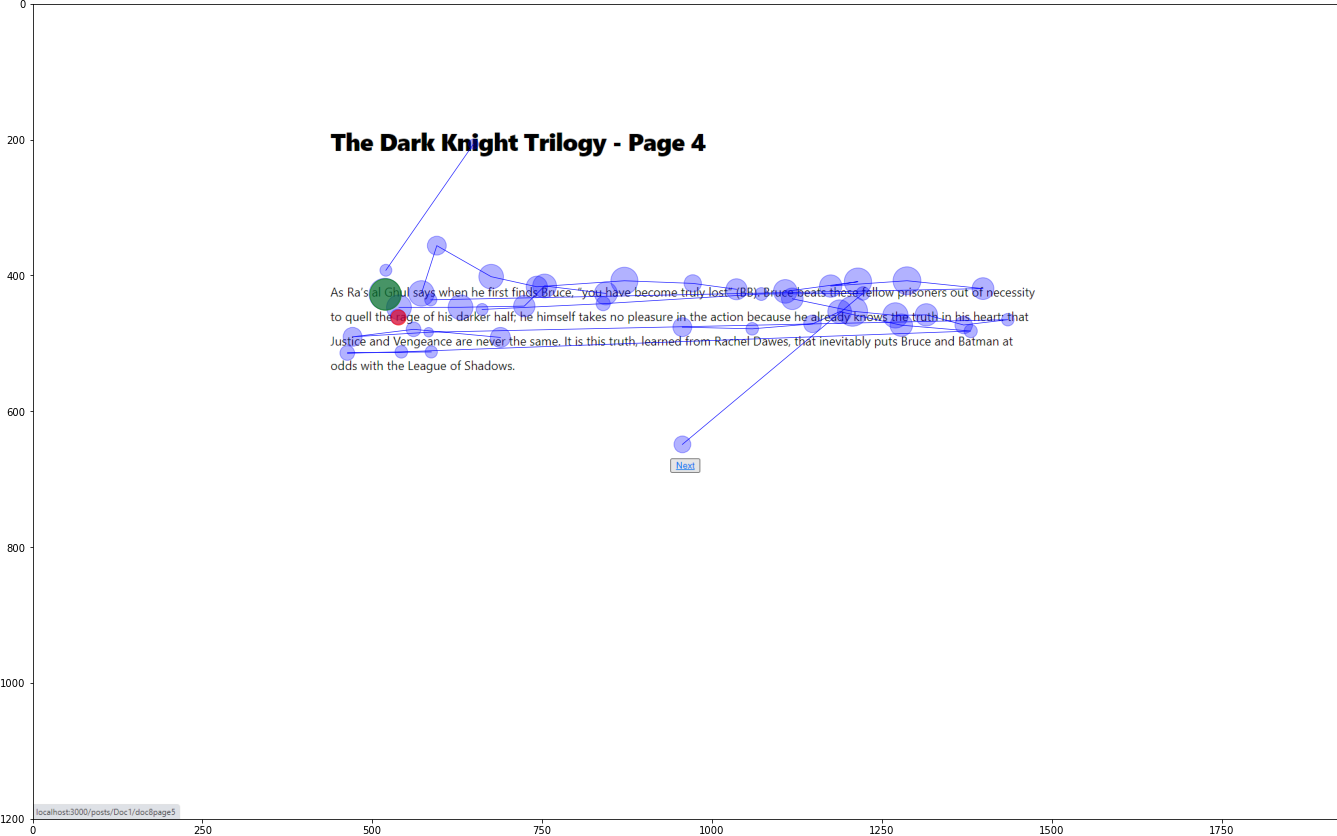 0
200
The Dark Knight Trilogy - Page 4
400
As Ra's al Ghul says when he first finds Bruce, "you have become truly lost" (BB). Bruce beats these fellow prisoners out of necessity
to quell the rage of his darker half; he himself takes no pleasure in the action because he already knows the truth in his heart: that
Justice and Vengeance are never the same. It is this truth, learned from Rachel Dawes, that inevitably puts Bruce and Batman at
odds with the League of Shadows.
600
Next
800
1000
localhost:3000/posts/Doc1/doc8page5
1200
0 250 500 750 1000 1250 1500 1750